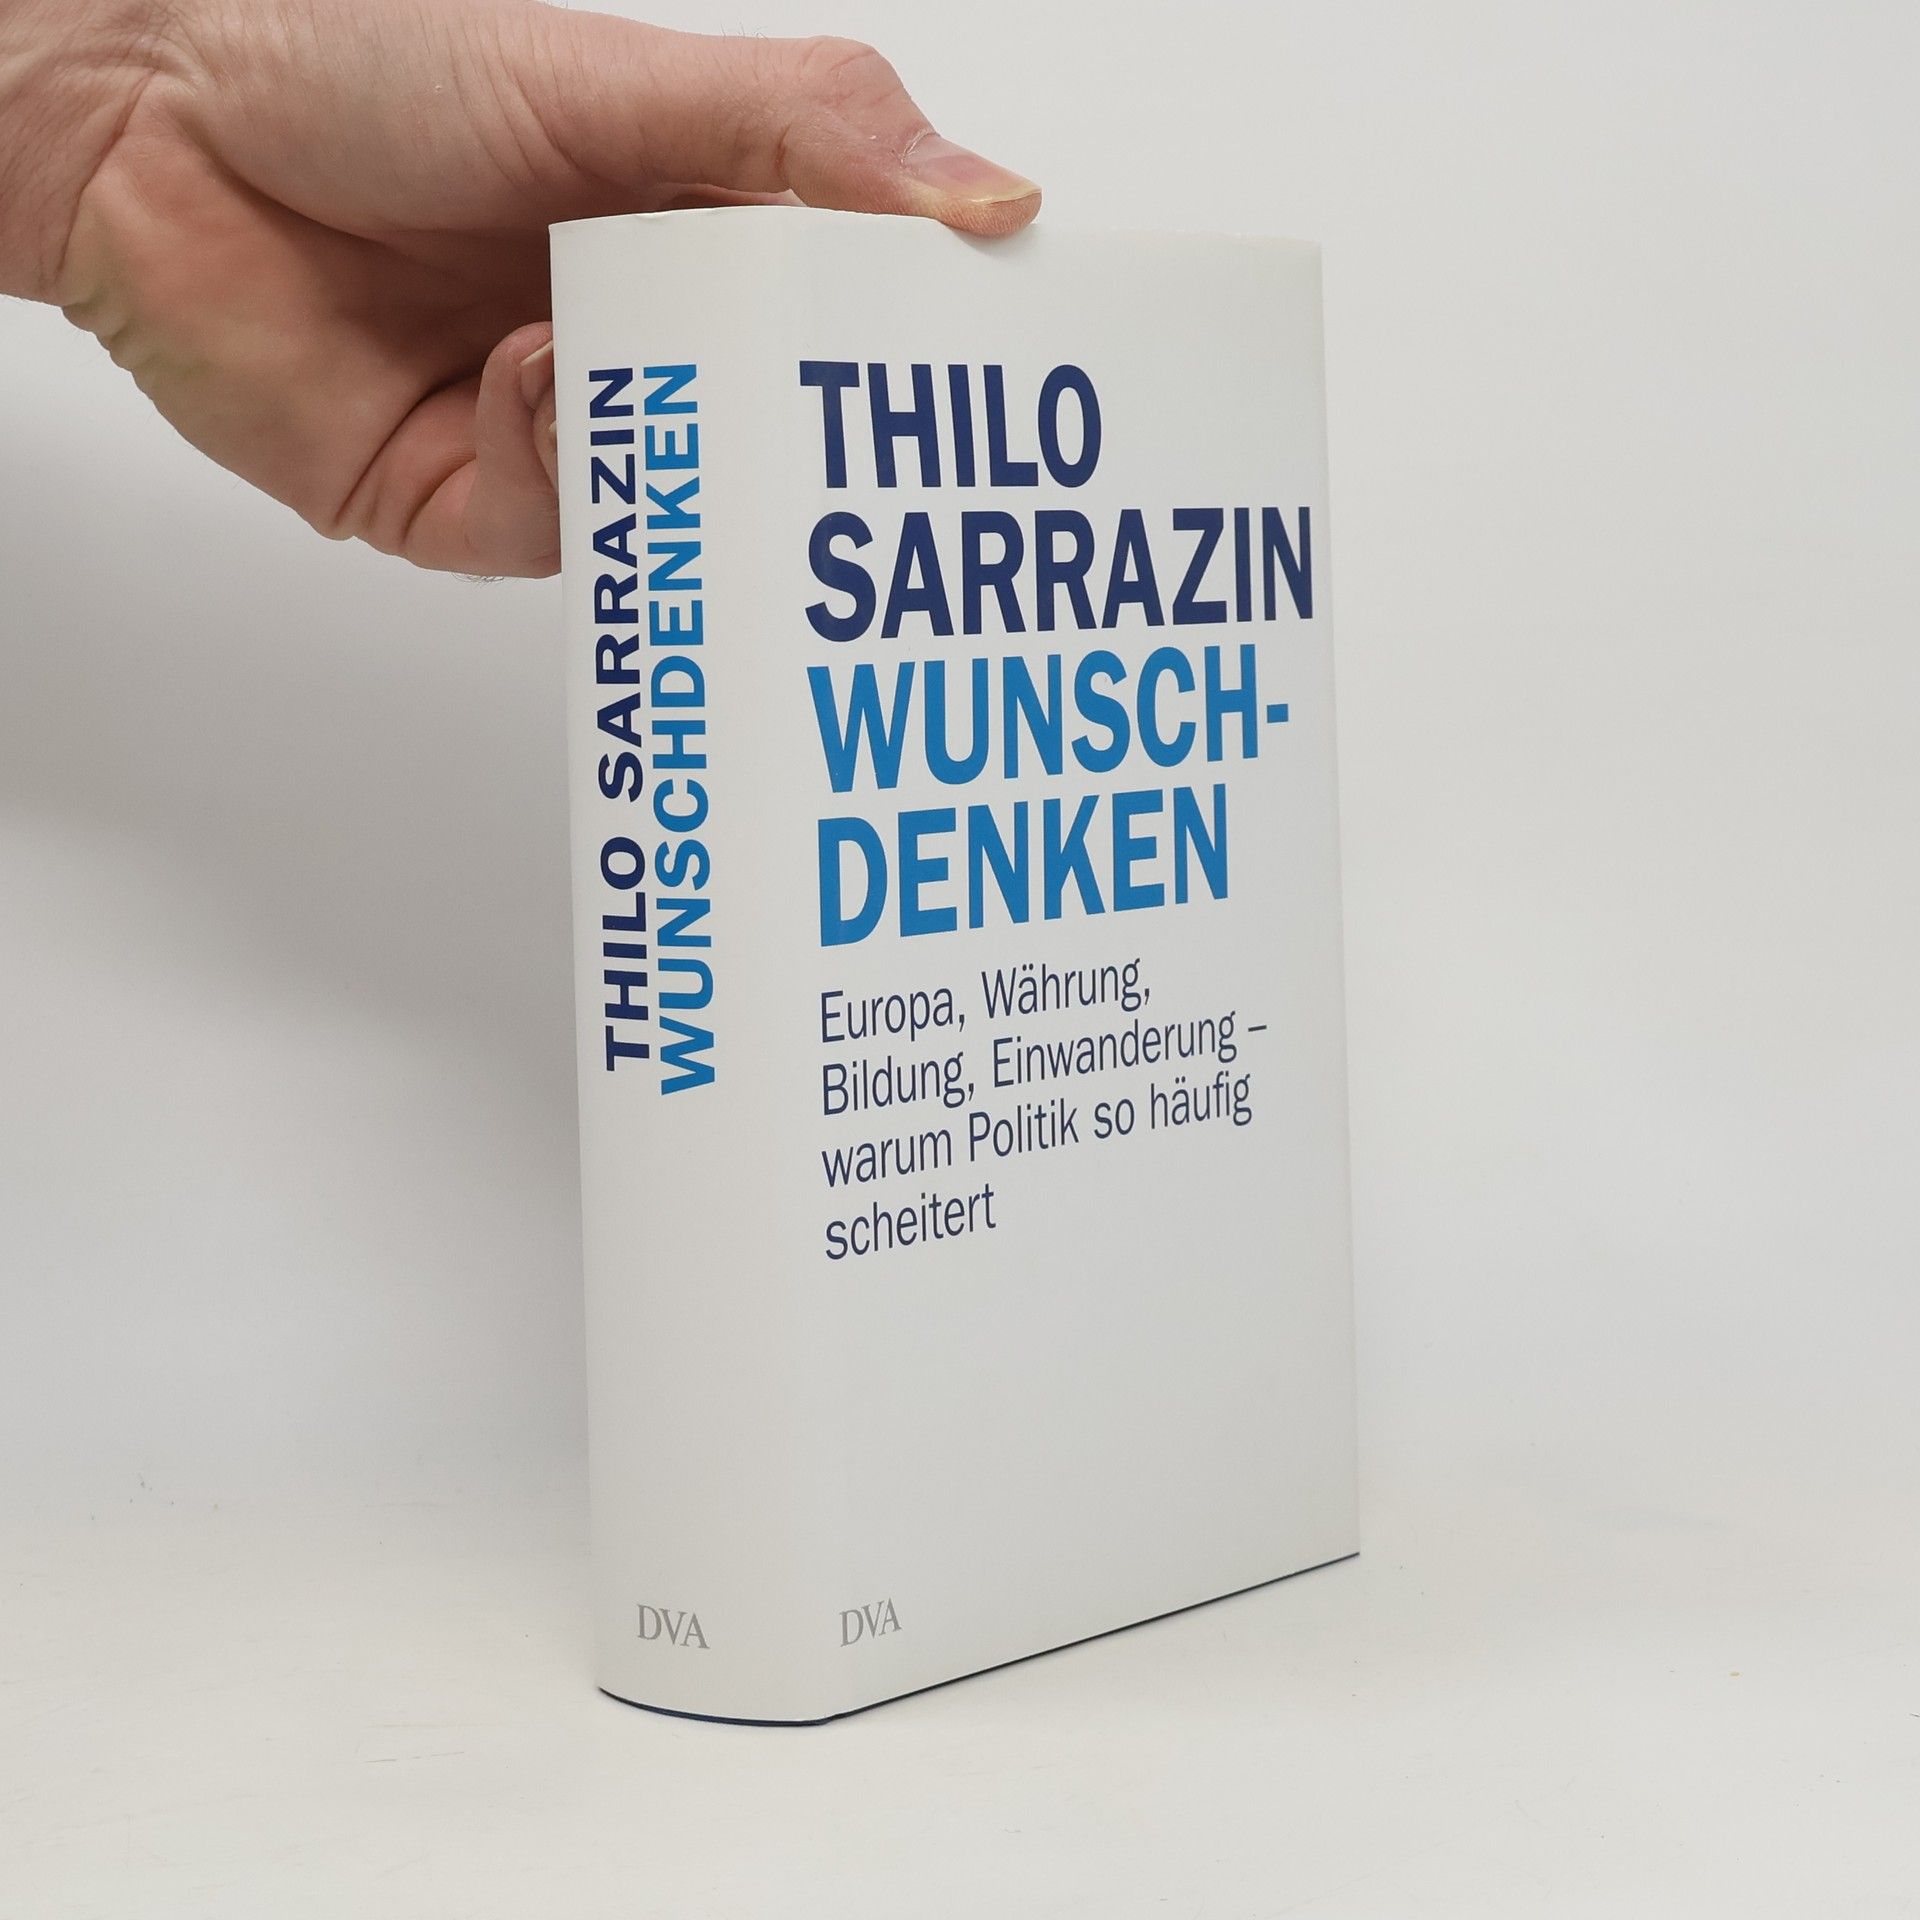 THILO SARRAZIN
WUNSCHDENKEN
DVA
THILO
SARRAZIN
WUNSCH-
DENKEN
Europa, Währung,
Bildung, Einwanderung –
warum Politik so häufig
scheitert
DVA